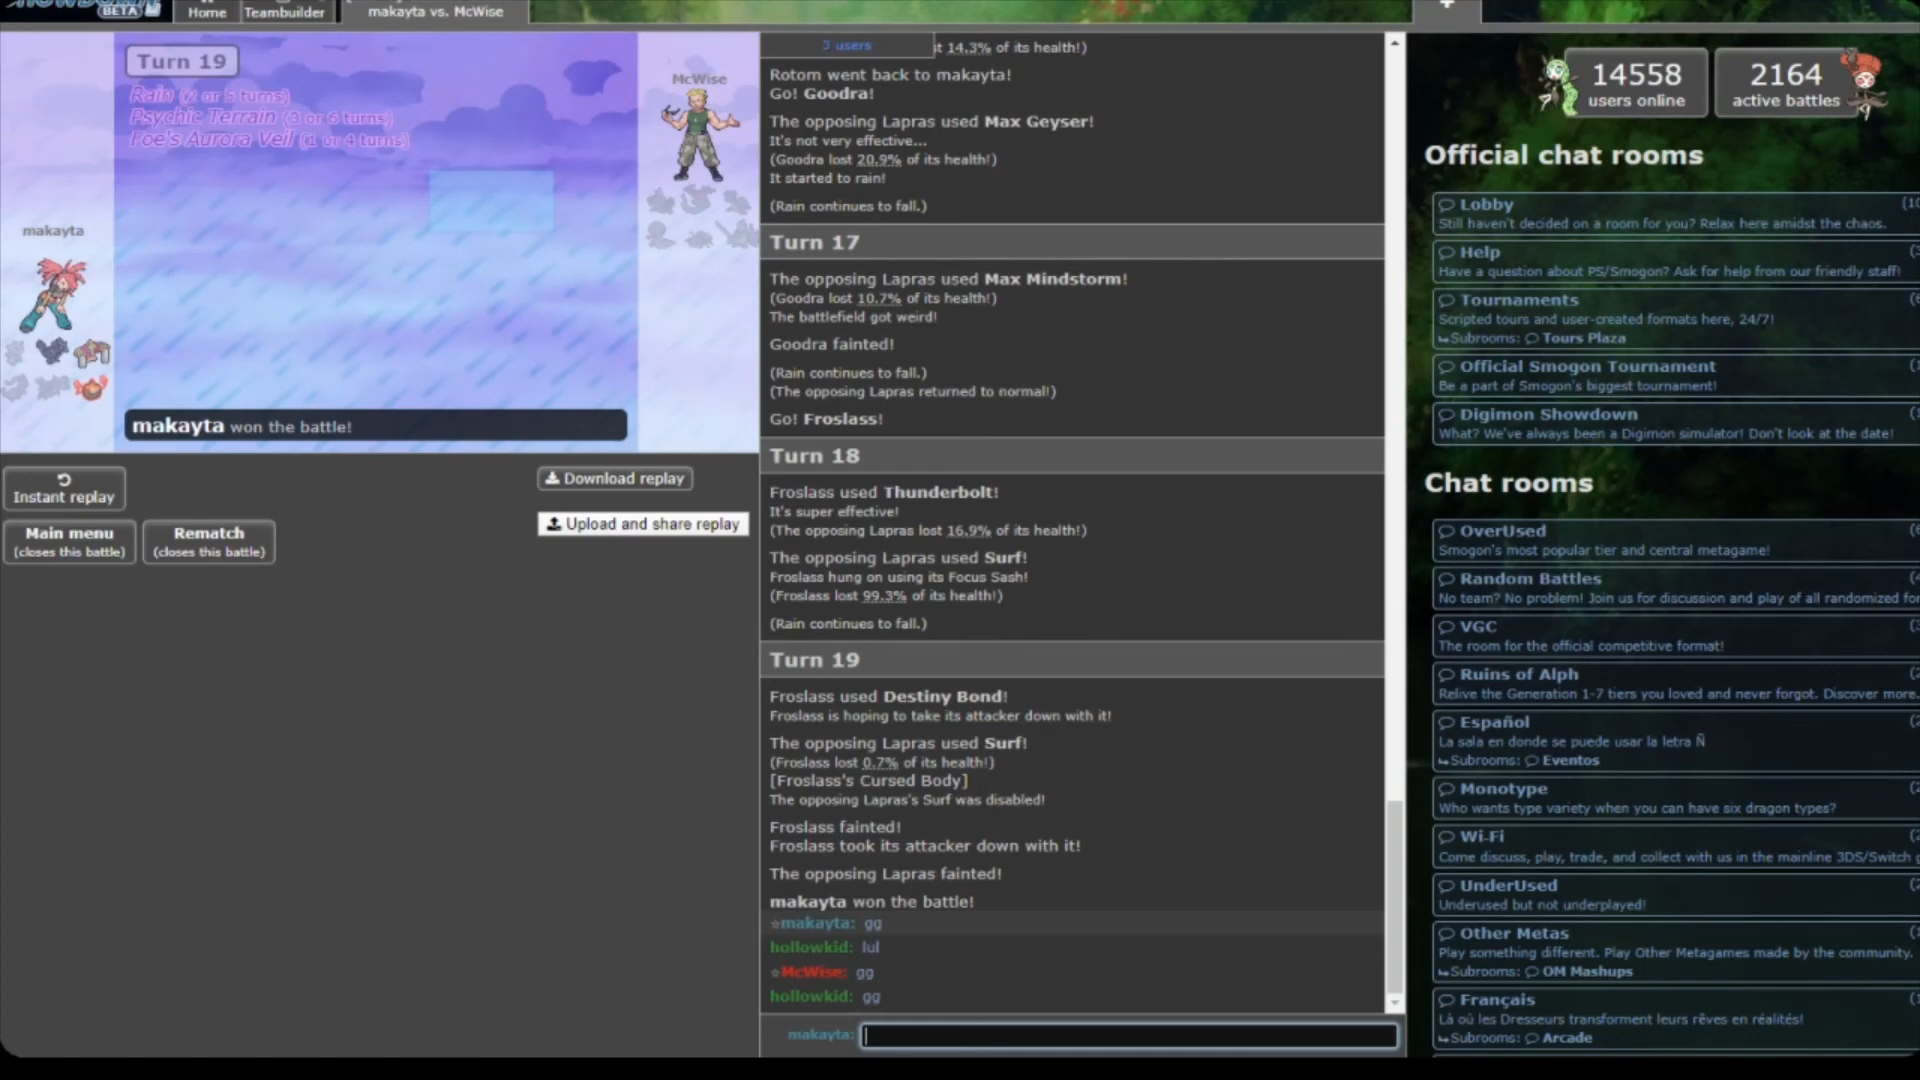 BETA
Home
Teambuilder
makayta vs. McWise
Turn 19
Rain (2 or 5 turns)
Psychic Terrain (3 or 6 turns)
Foe's Aurora Veil (1 or 4 turns)
McWise
makayta
makayta won the battle!
Instant replay
Download replay
Upload and share replay
Main menu
(closes this battle)
Rematch
(closes this battle)
3 users
14.3% of its health!)
Rotom went back to makayta!
Go! Goodra!
The opposing Lapras used Max Geyser!
It's not very effective...
(Goodra lost 20.9% of its health!)
It started to rain!
(Rain continues to fall.)
Turn 17
The opposing Lapras used Max Mindstorm!
(Goodra lost 10.7% of its health!)
The battlefield got weird!
Goodra fainted!
(Rain continues to fall.)
(The opposing Lapras returned to normal!)
Go! Froslass!
Turn 18
Froslass used Thunderbolt!
It's super effective!
(The opposing Lapras lost 16.9% of its health!)
The opposing Lapras used Surf!
Froslass hung on using its Focus Sash!
(Froslass lost 99.3% of its health!)
(Rain continues to fall.)
Turn 19
Froslass used Destiny Bond!
Froslass is hoping to take its attacker down with it!
The opposing Lapras used Surf!
(Froslass lost 0.7% of its health!)
[Froslass's Cursed Body]
The opposing Lapras's Surf was disabled!
Froslass fainted!
Froslass took its attacker down with it!
The opposing Lapras fainted!
makayta won the battle!
☆makayta: gg
hollowkid: lul
☆McWise: gg
hollowkid: gg
makayta:
14558
users online
2164
active battles
Official chat rooms
Lobby
Still haven't decided on a room for you? Relax here amidst the chaos.
Help
Have a question about PS/Smogon? Ask for help from our friendly staff!
Tournaments
Scripted tours and user-created formats here, 24/7!
Subrooms: Tours Plaza
Official Smogon Tournament
Be a part of Smogon's biggest tournament!
Digimon Showdown
What? We've always been a Digimon simulator! Don't look at the date!
Chat rooms
OverUsed
Smogon's most popular tier and central metagame!
Random Battles
No team? No problem! Join us for discussion and play of all randomized
VGC
The room for the official competitive format!
Ruins of Alph
Relive the Generation 1-7 tiers you loved and never forgot. Discover more.
Español
La sala en donde se puede usar la letra Ñ
Subrooms: Eventos
Monotype
Who wants type variety when you can have six dragon types?
Wi-Fi
Come discuss, play, trade, and collect with us in the mainline 3DS/Switch
UnderUsed
Underused but not underplayed!
Other Metas
Play something different. Play Other Metagames made by the community.
Subrooms: OM Mashups
Français
Là où les Dresseurs transforment leurs rêves en réalités!
Subrooms: Arcade